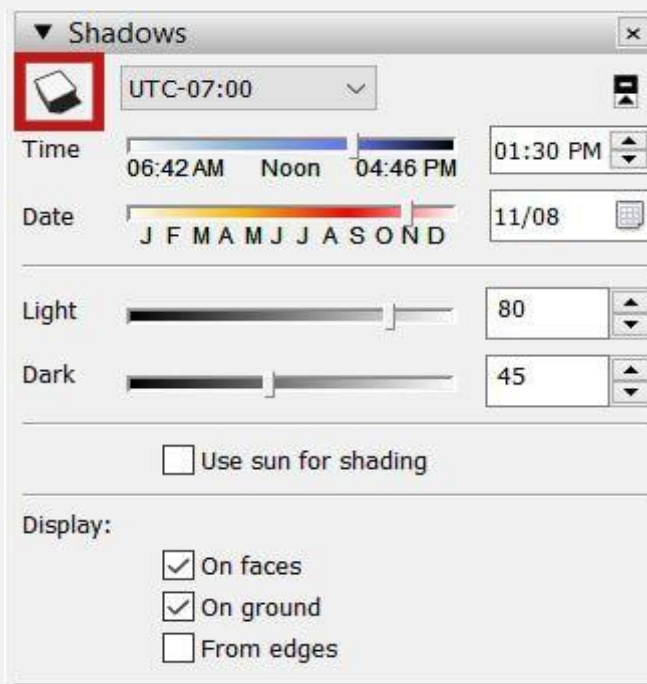 Shadows
UTC-07:00
Time
06:42 AM Noon 04:46 PM
01:30 PM
Date
J F M A M J J A S O N D
11/08
Light
80
Dark
45
Use sun for shading
Display:
On faces
On ground
From edges